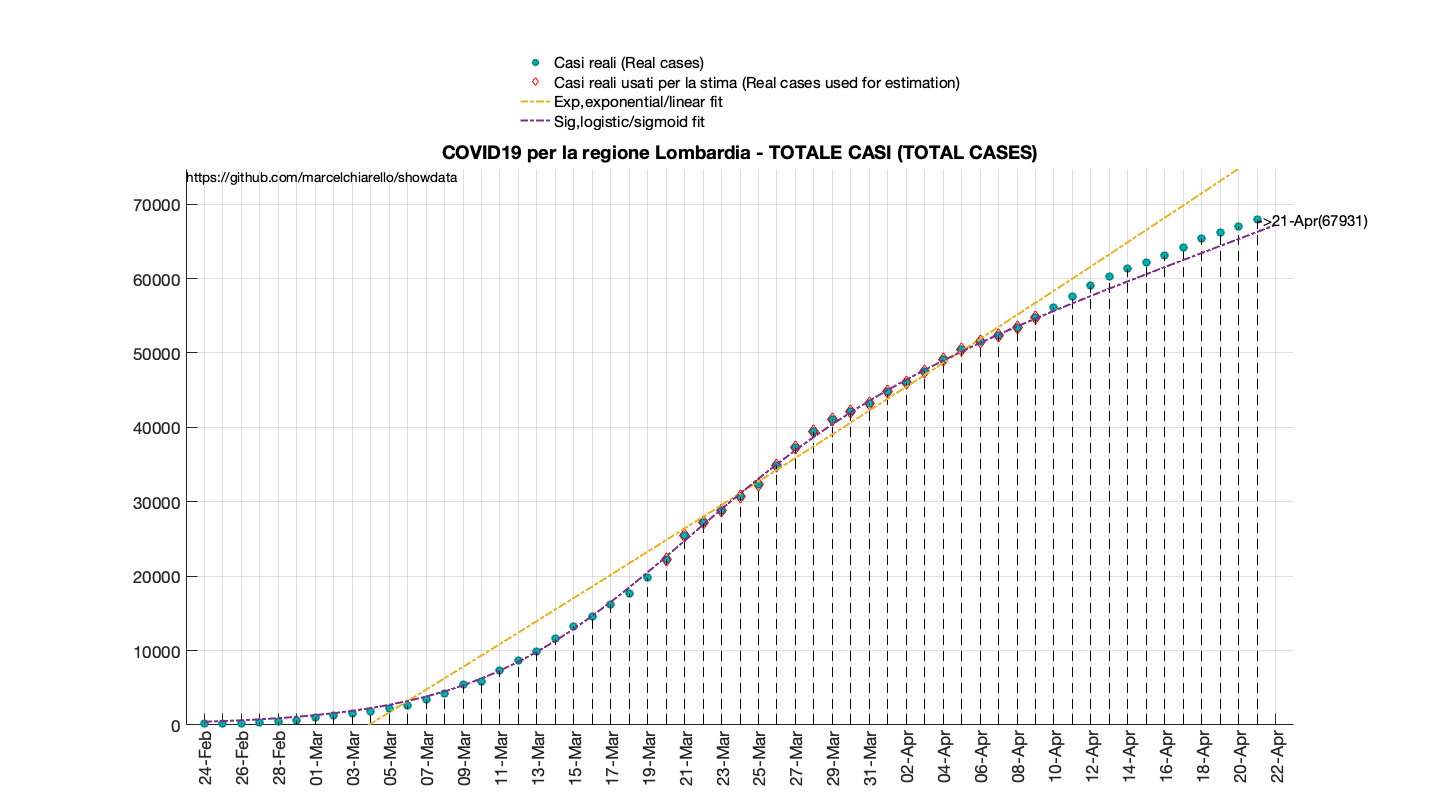 Casi reali (Real cases)
Casi reali usati per la stima (Real cases used for estimation)
Exp,exponential/linear fit
Sig,logistic/sigmoid fit
COVID19 per la regione Lombardia - TOTALE CASI (TOTAL CASES)
https://github.com/marcelchiarello/showdata
70000
>21-Apr(67931)
60000
50000
40000
30000
20000
10000
0
24-Feb
26-Feb
28-Feb
01-Mar
03-Mar
05-Mar
07-Mar
09-Mar
11-Mar
13-Mar
15-Mar
17-Mar
19-Mar
21-Mar
23-Mar
25-Mar
27-Mar
29-Mar
31-Mar
02-Apr
04-Apr
06-Apr
08-Apr
10-Apr
12-Apr
14-Apr
16-Apr
18-Apr
20-Apr
22-Apr